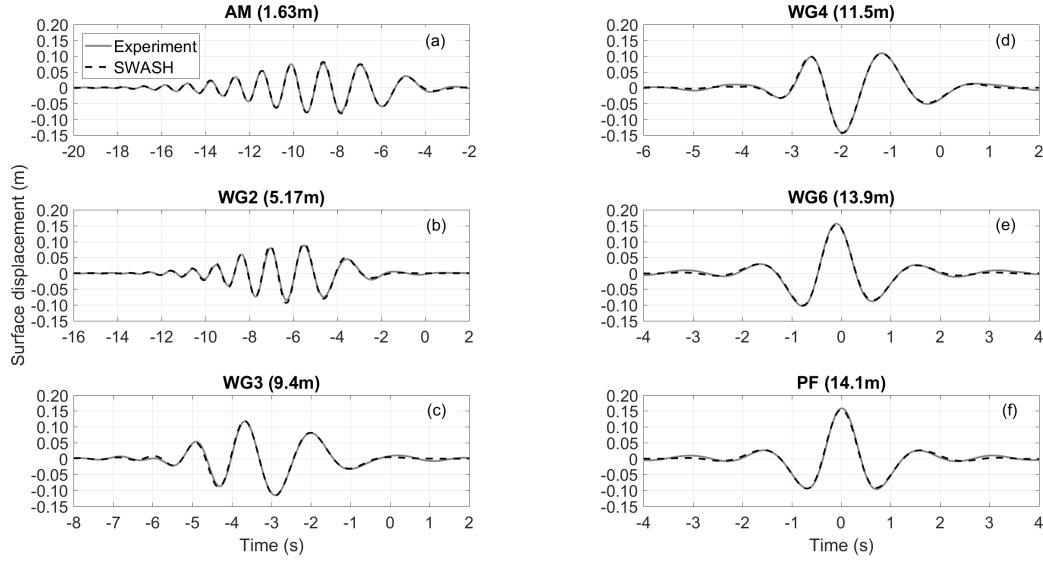 AM (1.63m)
0.20
0.15
0.10
0.05
0
-0.05
-0.10
-0.15
Experiment
SWASH
(a)
-20 -18 -16 -14 -12 -10 -8 -6 -4 -2
WG2 (5.17m)
0.20
0.15
0.10
0.05
0
-0.05
-0.10
-0.15
(b)
-16 -14 -12 -10 -8 -6 -4 -2 0 2
Surface displacement (m)
WG3 (9.4m)
0.20
0.15
0.10
0.05
0
-0.05
-0.10
-0.15
(c)
-8 -7 -6 -5 -4 -3 -2 -1 0 1 2
Time (s)
WG4 (11.5m)
0.20
0.15
0.10
0.05
0
-0.05
-0.10
-0.15
(d)
-6 -5 -4 -3 -2 -1 0 1 2
WG6 (13.9m)
0.20
0.15
0.10
0.05
0
-0.05
-0.10
-0.15
(e)
-4 -3 -2 -1 0 1 2 3 4
PF (14.1m)
0.20
0.15
0.10
0.05
0
-0.05
-0.10
-0.15
(f)
-4 -3 -2 -1 0 1 2 3 4
Time (s)